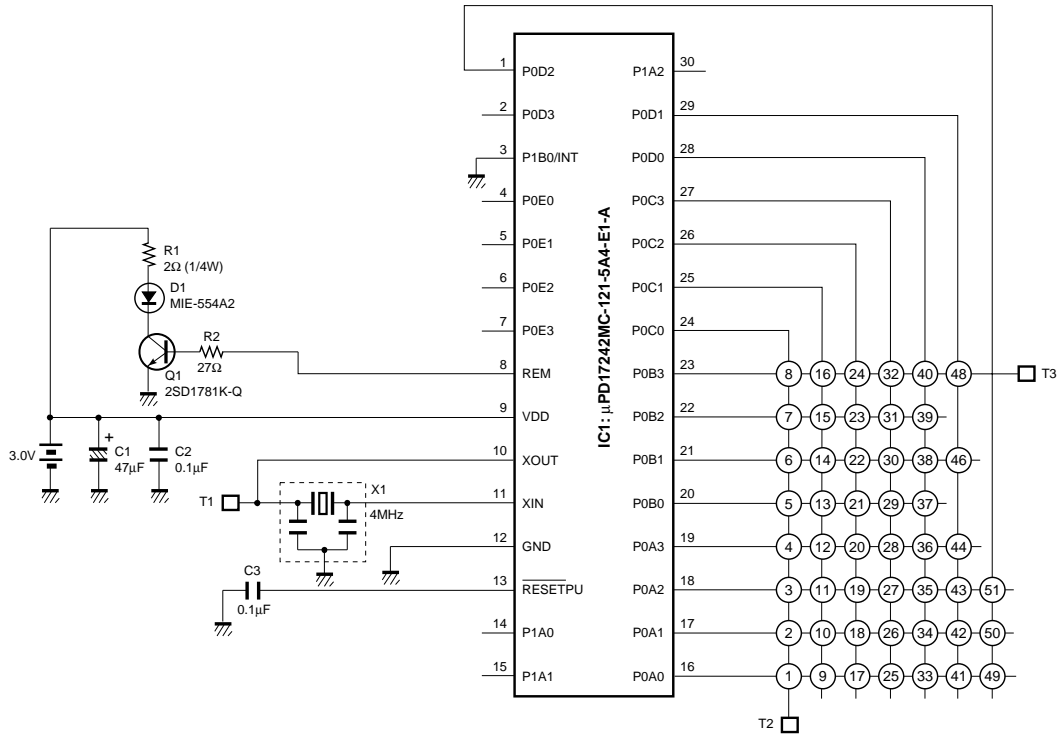 1 P0D2
2 P0D3
3 P1B0/INT
4 P0E0
5 P0E1
6 P0E2
7 P0E3
8 REM
9 VDD
10 XOUT
11 XIN
12 GND
13 RESETPU
14 P1A0
15 P1A1
IC1: µPD17242MC-121-5A4-E1-A
P1A2 30
P0D1 29
P0D0 28
P0C3 27
P0C2 26
P0C1 25
P0C0 24
P0B3 23
P0B2 22
P0B1 21
P0B0 20
P0A3 19
P0A2 18
P0A1 17
P0A0 16
R1
2Ω (1/4W)
D1
MIE-554A2
R2
27Ω
Q1
2SD1781K-Q
3.0V
+
C1
47µF
C2
0.1µF
T1
X1
4MHz
C3
0.1µF
8 16 24 32 40 48 T3
7 15 23 31 39
6 14 22 30 38 46
5 13 21 29 37
4 12 20 28 36 44
3 11 19 27 35 43 51
2 10 18 26 34 42 50
1 9 17 25 33 41 49
T2